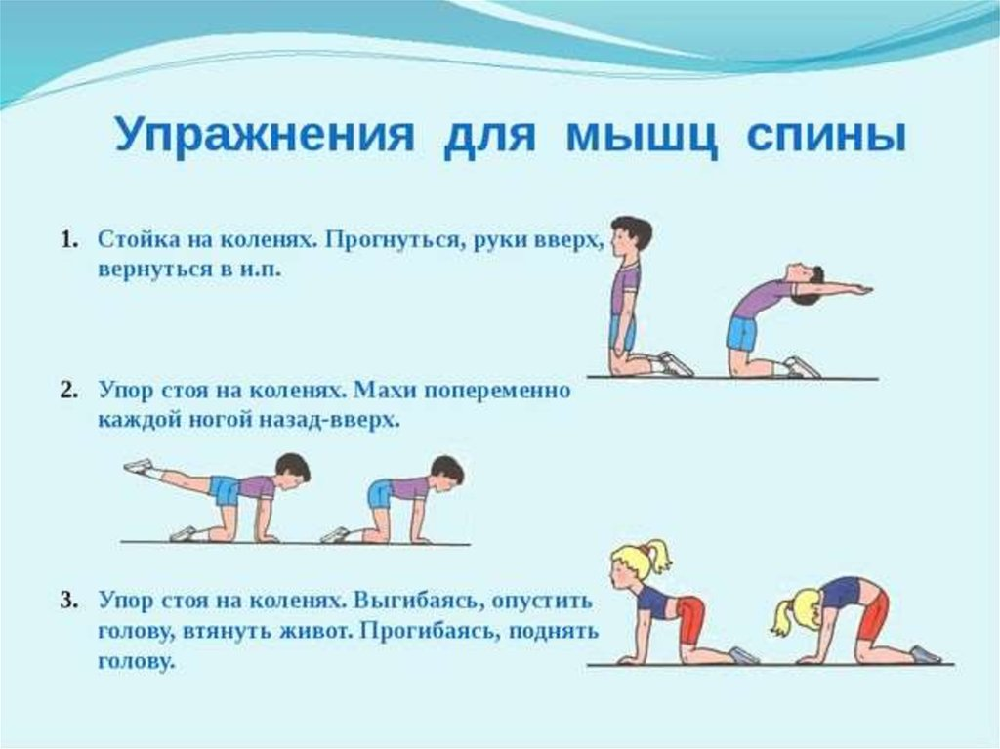 Упражнения для мышц спины
1. Стойка на коленях. Прогнуться, руки вверх,
вернуться в и.п.
2. Упор стоя на коленях. Махи попеременно
каждой ногой назад-вверх.
3. Упор стоя на коленях. Выгибаясь, опустить
голову, втянуть живот. Прогибаясь, поднять
голову.